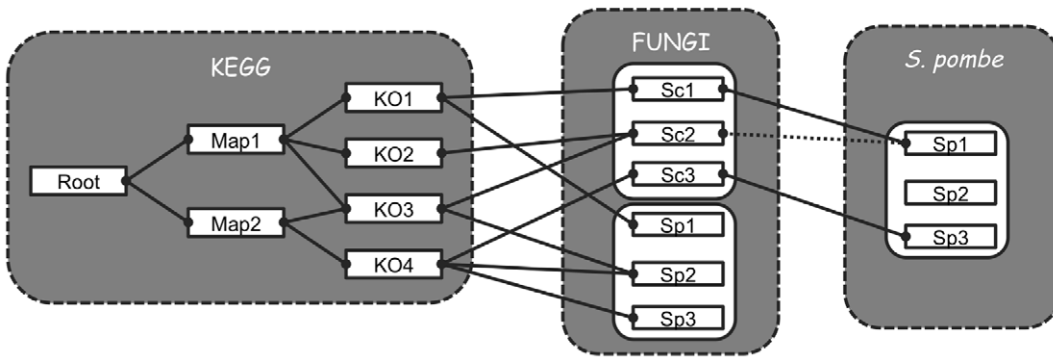 KEGG
Root
Map1
Map2
KO1
KO2
KO3
KO4
FUNGI
Sc1
Sc2
Sc3
Sp1
Sp2
Sp3
S. pombe
Sp1
Sp2
Sp3